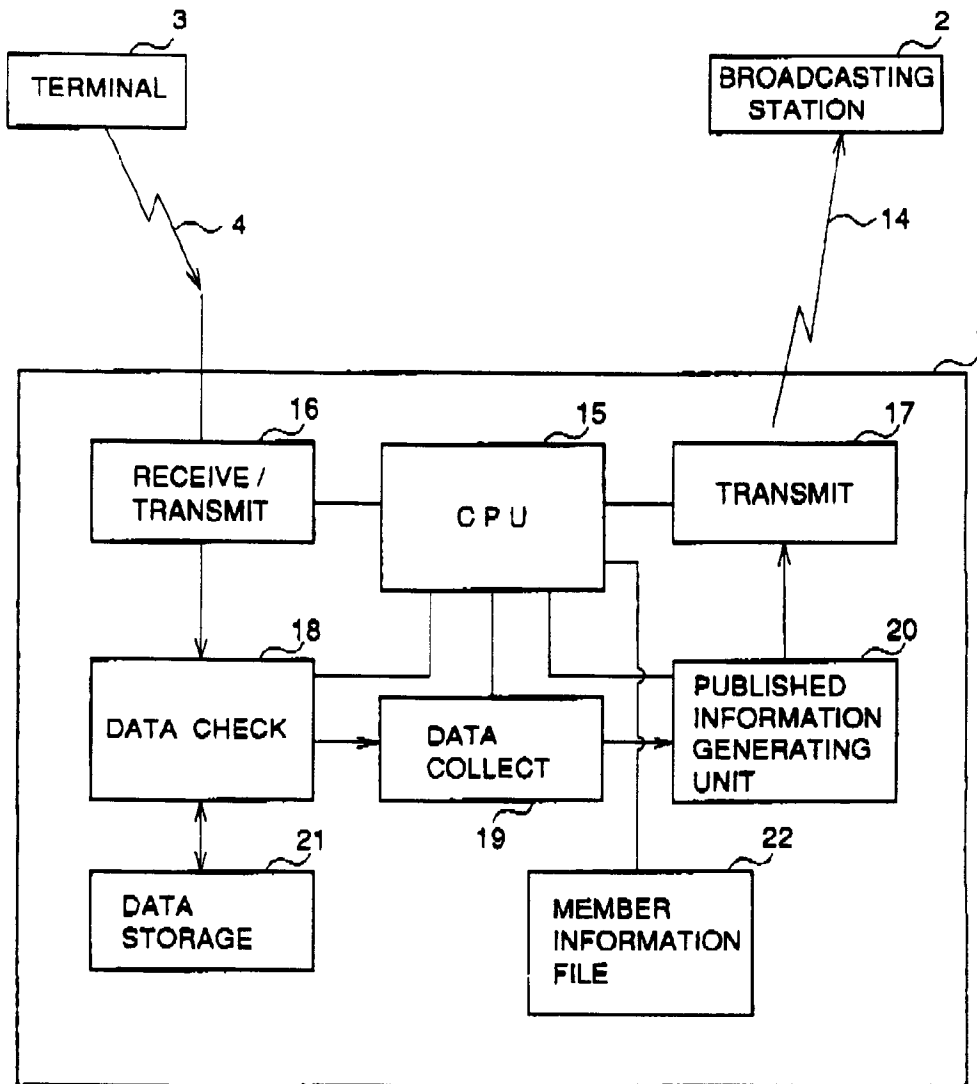 3
TERMINAL
2
BROADCASTING
STATION
4
14
16
RECEIVE /
TRANSMIT
15
CPU
17
TRANSMIT
18
DATA CHECK
DATA
COLLECT
19
20
PUBLISHED
INFORMATION
GENERATING
UNIT
21
DATA
STORAGE
22
MEMBER
INFORMATION
FILE